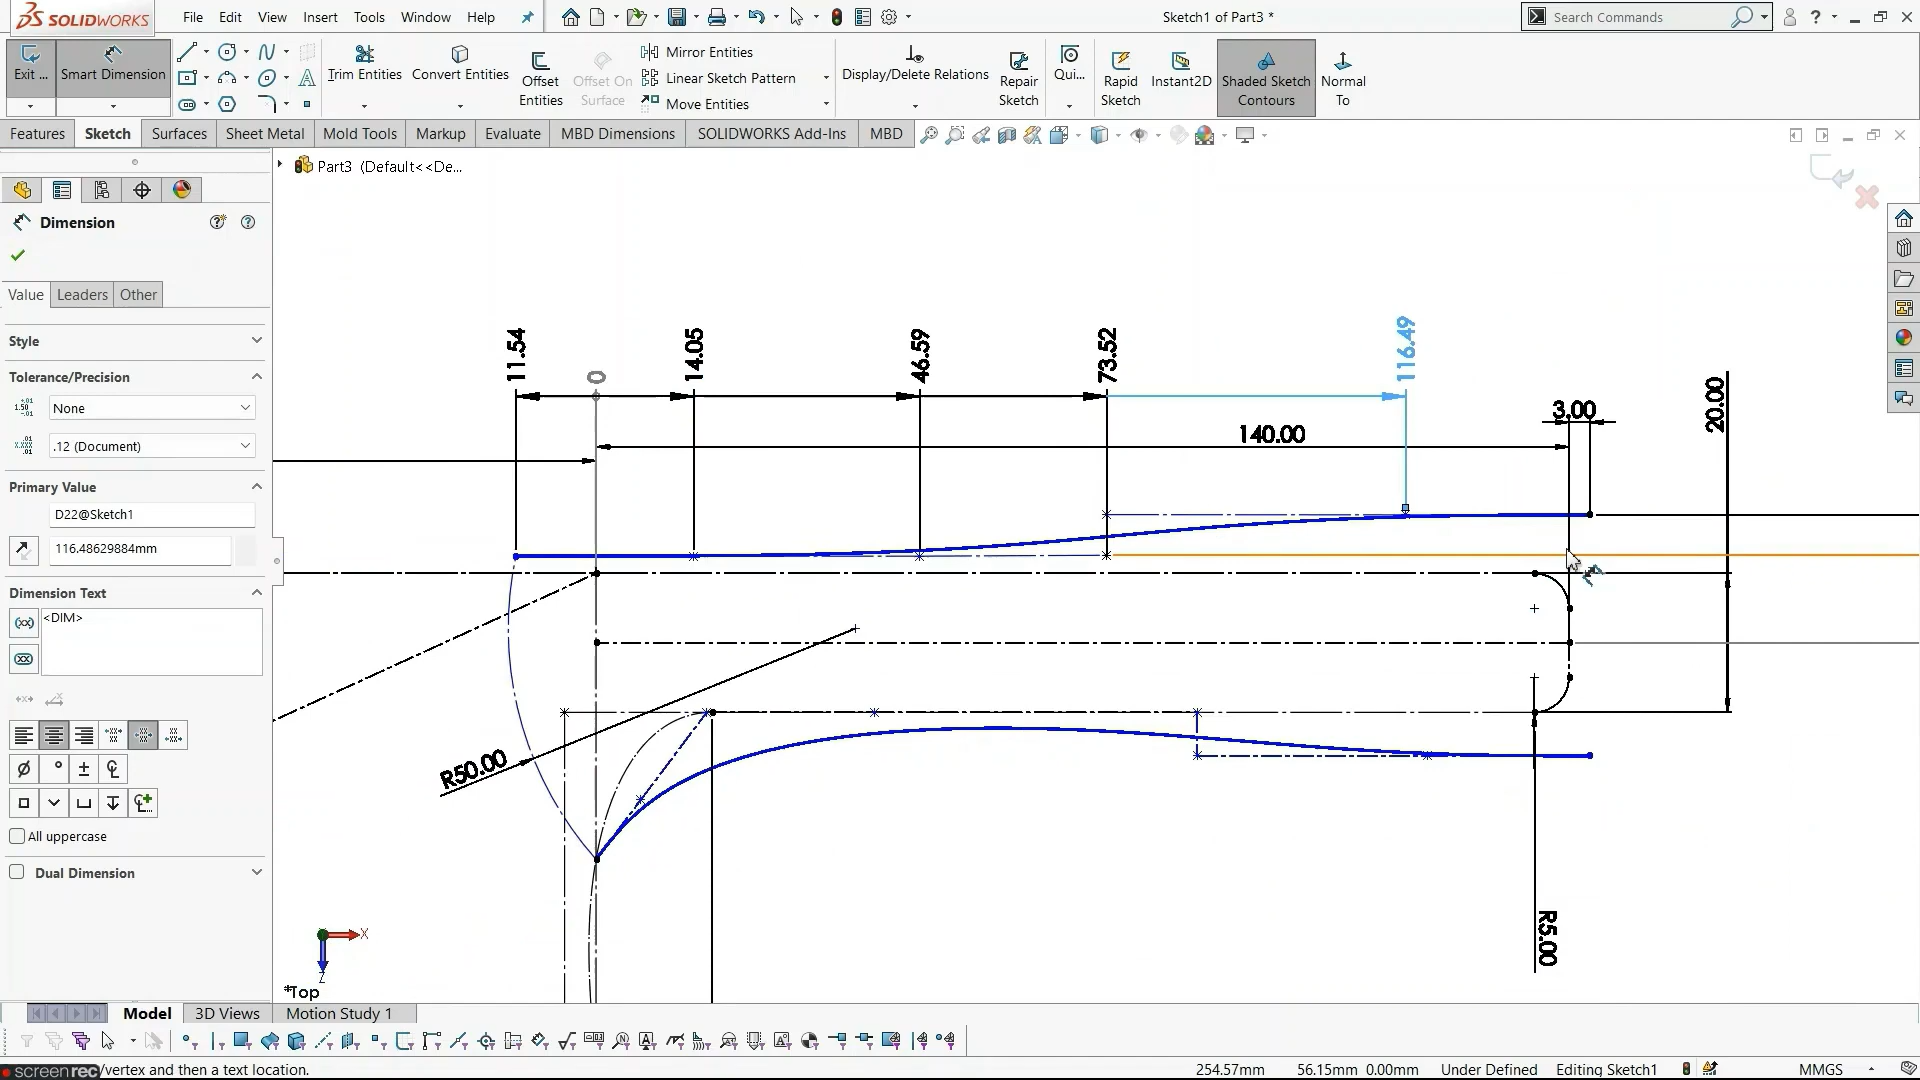 SOLIDWORKS
File Edit View Insert Tools Window Help
Sketch1 of Part3 *
Search Commands
Exit ...
Smart Dimension
Trim Entities
Convert Entities
Offset Entities
Offset On Surface
Mirror Entities
Linear Sketch Pattern
Move Entities
Display/Delete Relations
Repair Sketch
Qui...
Rapid Sketch
Instant2D
Shaded Sketch Contours
Normal To
Features Sketch Surfaces Sheet Metal Mold Tools Markup Evaluate MBD Dimensions SOLIDWORKS Add-Ins MBD
Part3 (Default<<De...
Dimension
Value Leaders Other
Style
Tolerance/Precision
None
.12 (Document)
Primary Value
D22@Sketch1
116.48629884mm
Dimension Text
<DIM>
All uppercase
Dual Dimension
11.54
0
14.05
46.59
73.52
116.49
3.00
20.00
140.00
R50.00
R5.00
X
Z
*Top
Model 3D Views Motion Study 1
screenrec
/vertex and then a text location.
254.57mm 56.15mm 0.00mm Under Defined Editing Sketch1 MMGS